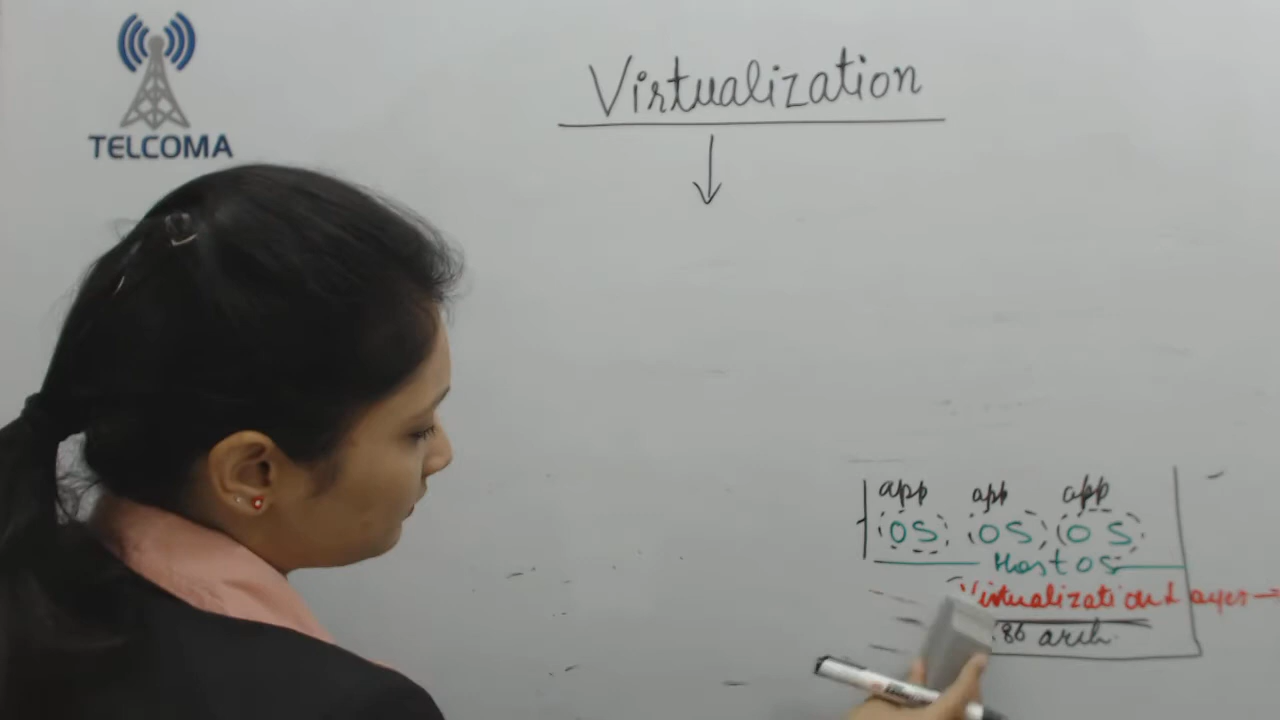 TELCOMA
Virtualization
app app app
OS OS OS
Host OS
Virtualization Layer
86 arch.